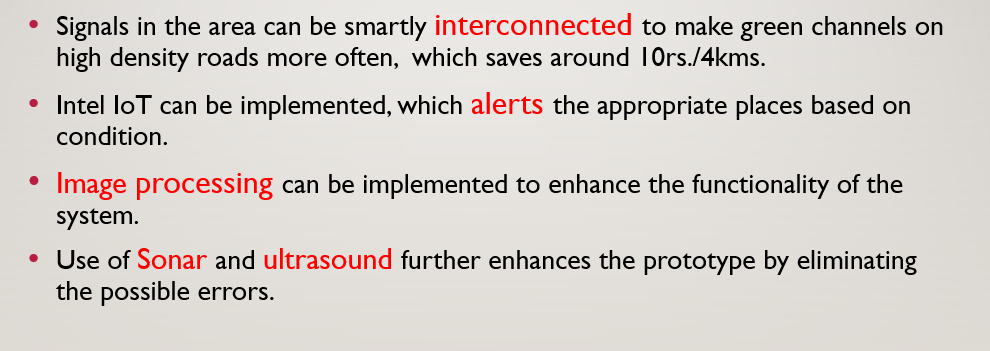 • Signals in the area can be smartly interconnected to make green channels on
high density roads more often,  which saves around 10rs./4kms.
• Intel IoT can be implemented, which alerts the appropriate places based on
condition.
• Image processing can be implemented to enhance the functionality of the
system.
• Use of Sonar and ultrasound further enhances the prototype by eliminating
the possible errors.